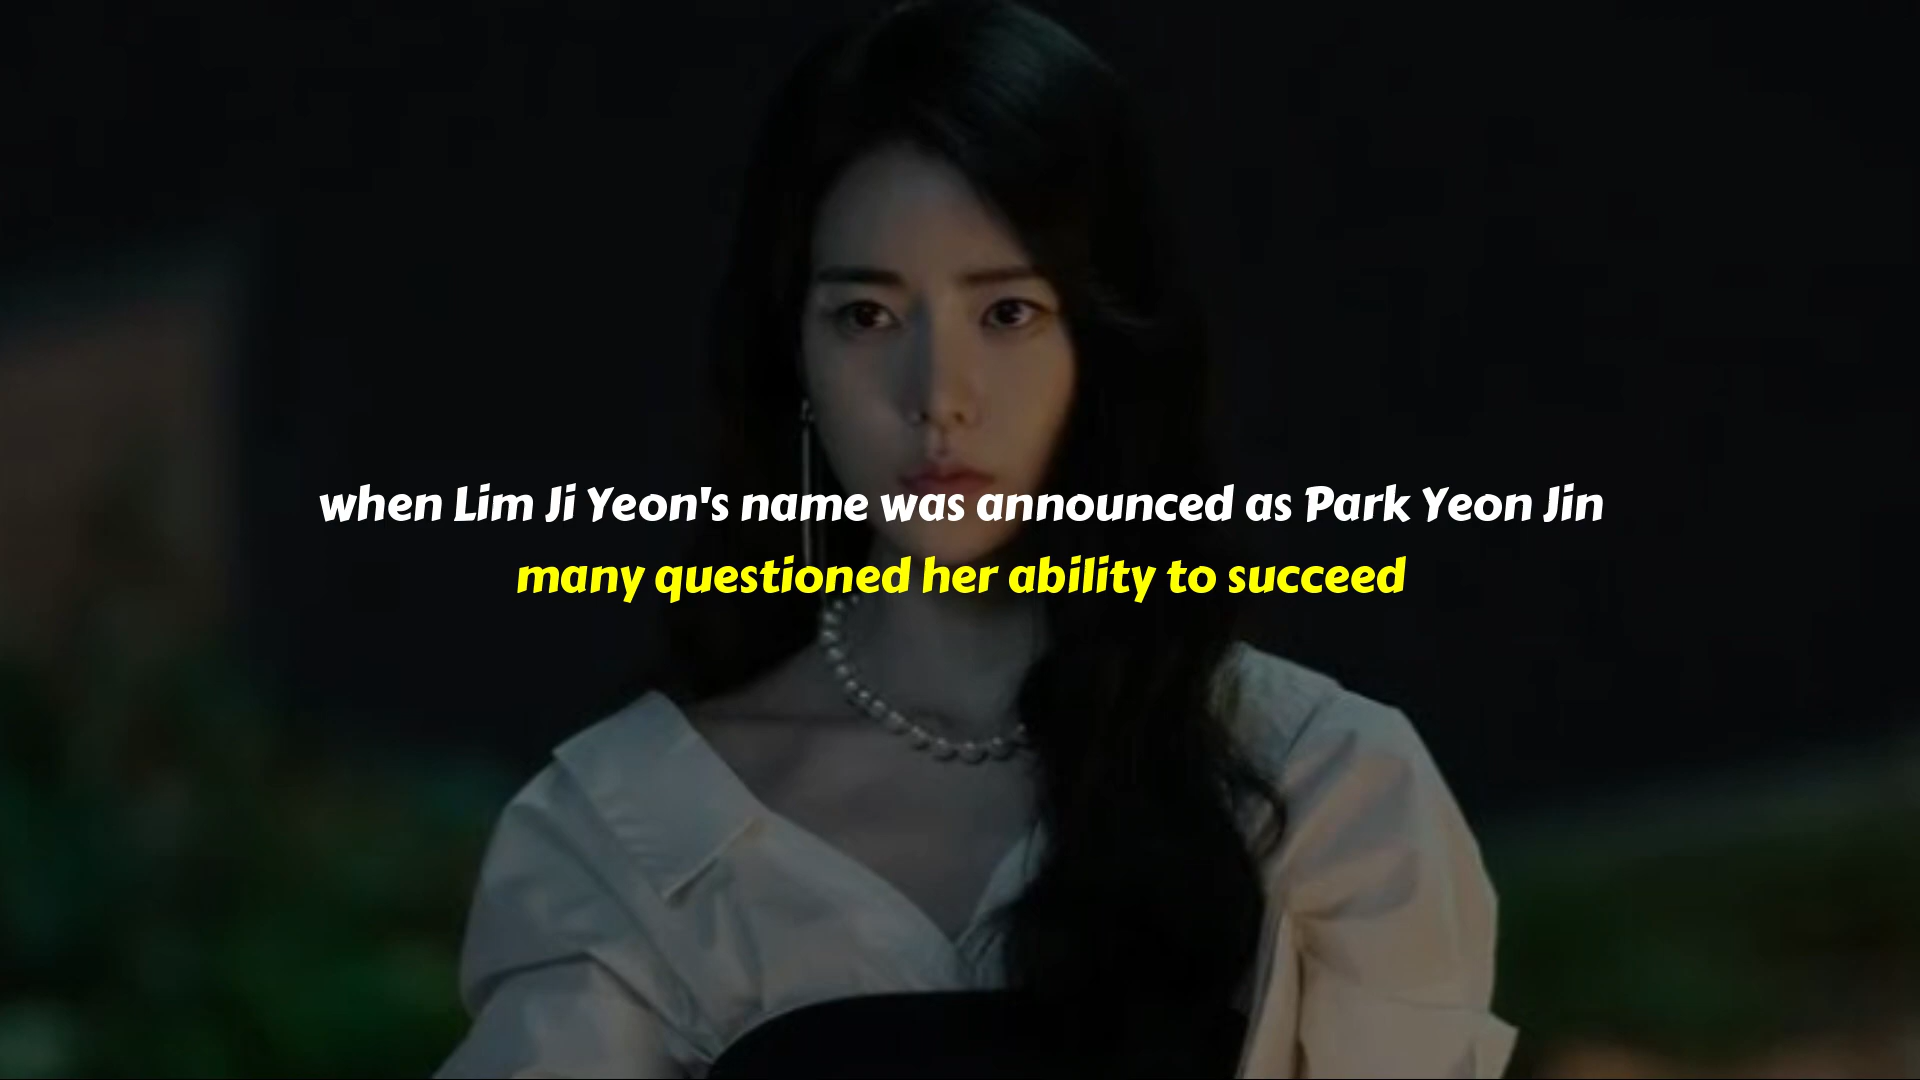 when Lim Ji Yeon's name was announced as Park Yeon Jin
many questioned her ability to succeed